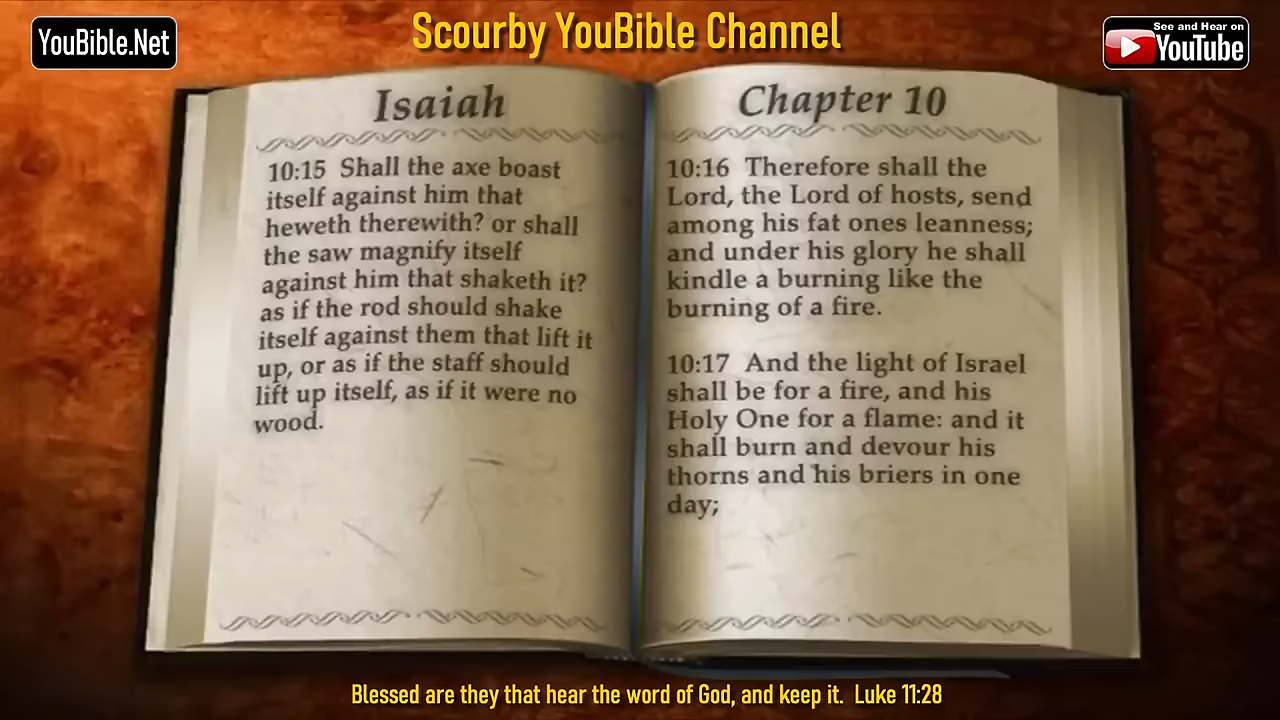 YouBible.Net
Scourby YouBible Channel
See and Hear on
YouTube
Isaiah
10:15 Shall the axe boast
itself against him that
heweth therewith? or shall
the saw magnify itself
against him that shaketh it?
as if the rod should shake
itself against them that lift it
up, or as if the staff should
lift up itself, as if it were no
wood.
Chapter 10
10:16 Therefore shall the
Lord, the Lord of hosts, send
among his fat ones leanness;
and under his glory he shall
kindle a burning like the
burning of a fire.
10:17 And the light of Israel
shall be for a fire, and his
Holy One for a flame: and it
shall burn and devour his
thorns and his briers in one
day;
Blessed are they that hear the word of God, and keep it. Luke 11:28